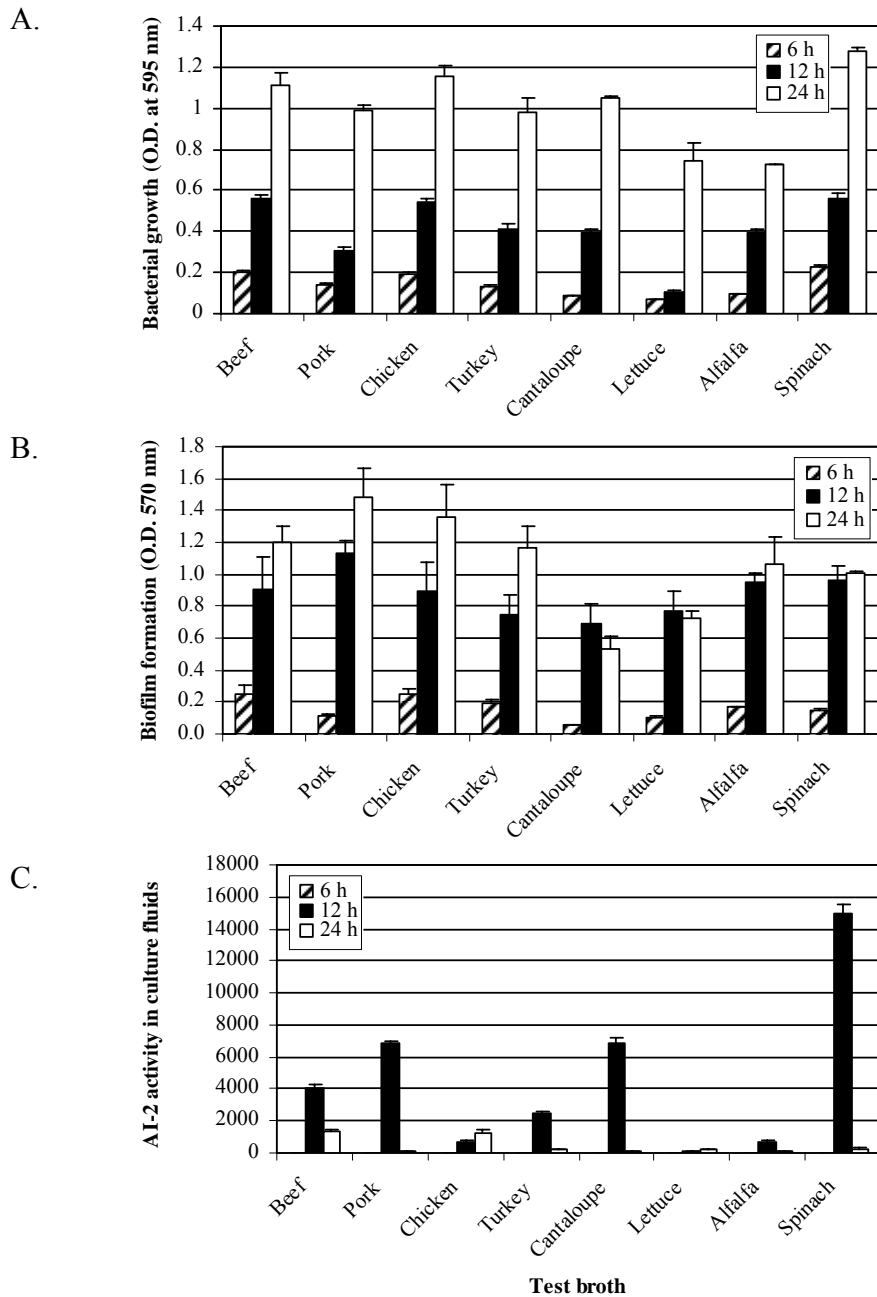 A.
Bacterial growth (O.D. at 595 nm)
1.4
1.2
1
0.8
0.6
0.4
0.2
0
6 h
12 h
24 h
Beef
Pork
Chicken
Turkey
Cantaloupe
Lettuce
Alfalfa
Spinach
B.
Biofilm formation (O.D. 570 nm)
1.8
1.6
1.4
1.2
1.0
0.8
0.6
0.4
0.2
0.0
6 h
12 h
24 h
Beef
Pork
Chicken
Turkey
Cantaloupe
Lettuce
Alfalfa
Spinach
C.
AI-2 activity in culture fluids
18000
16000
14000
12000
10000
8000
6000
4000
2000
0
6 h
12 h
24 h
Beef
Pork
Chicken
Turkey
Cantaloupe
Lettuce
Alfalfa
Spinach
Test broth